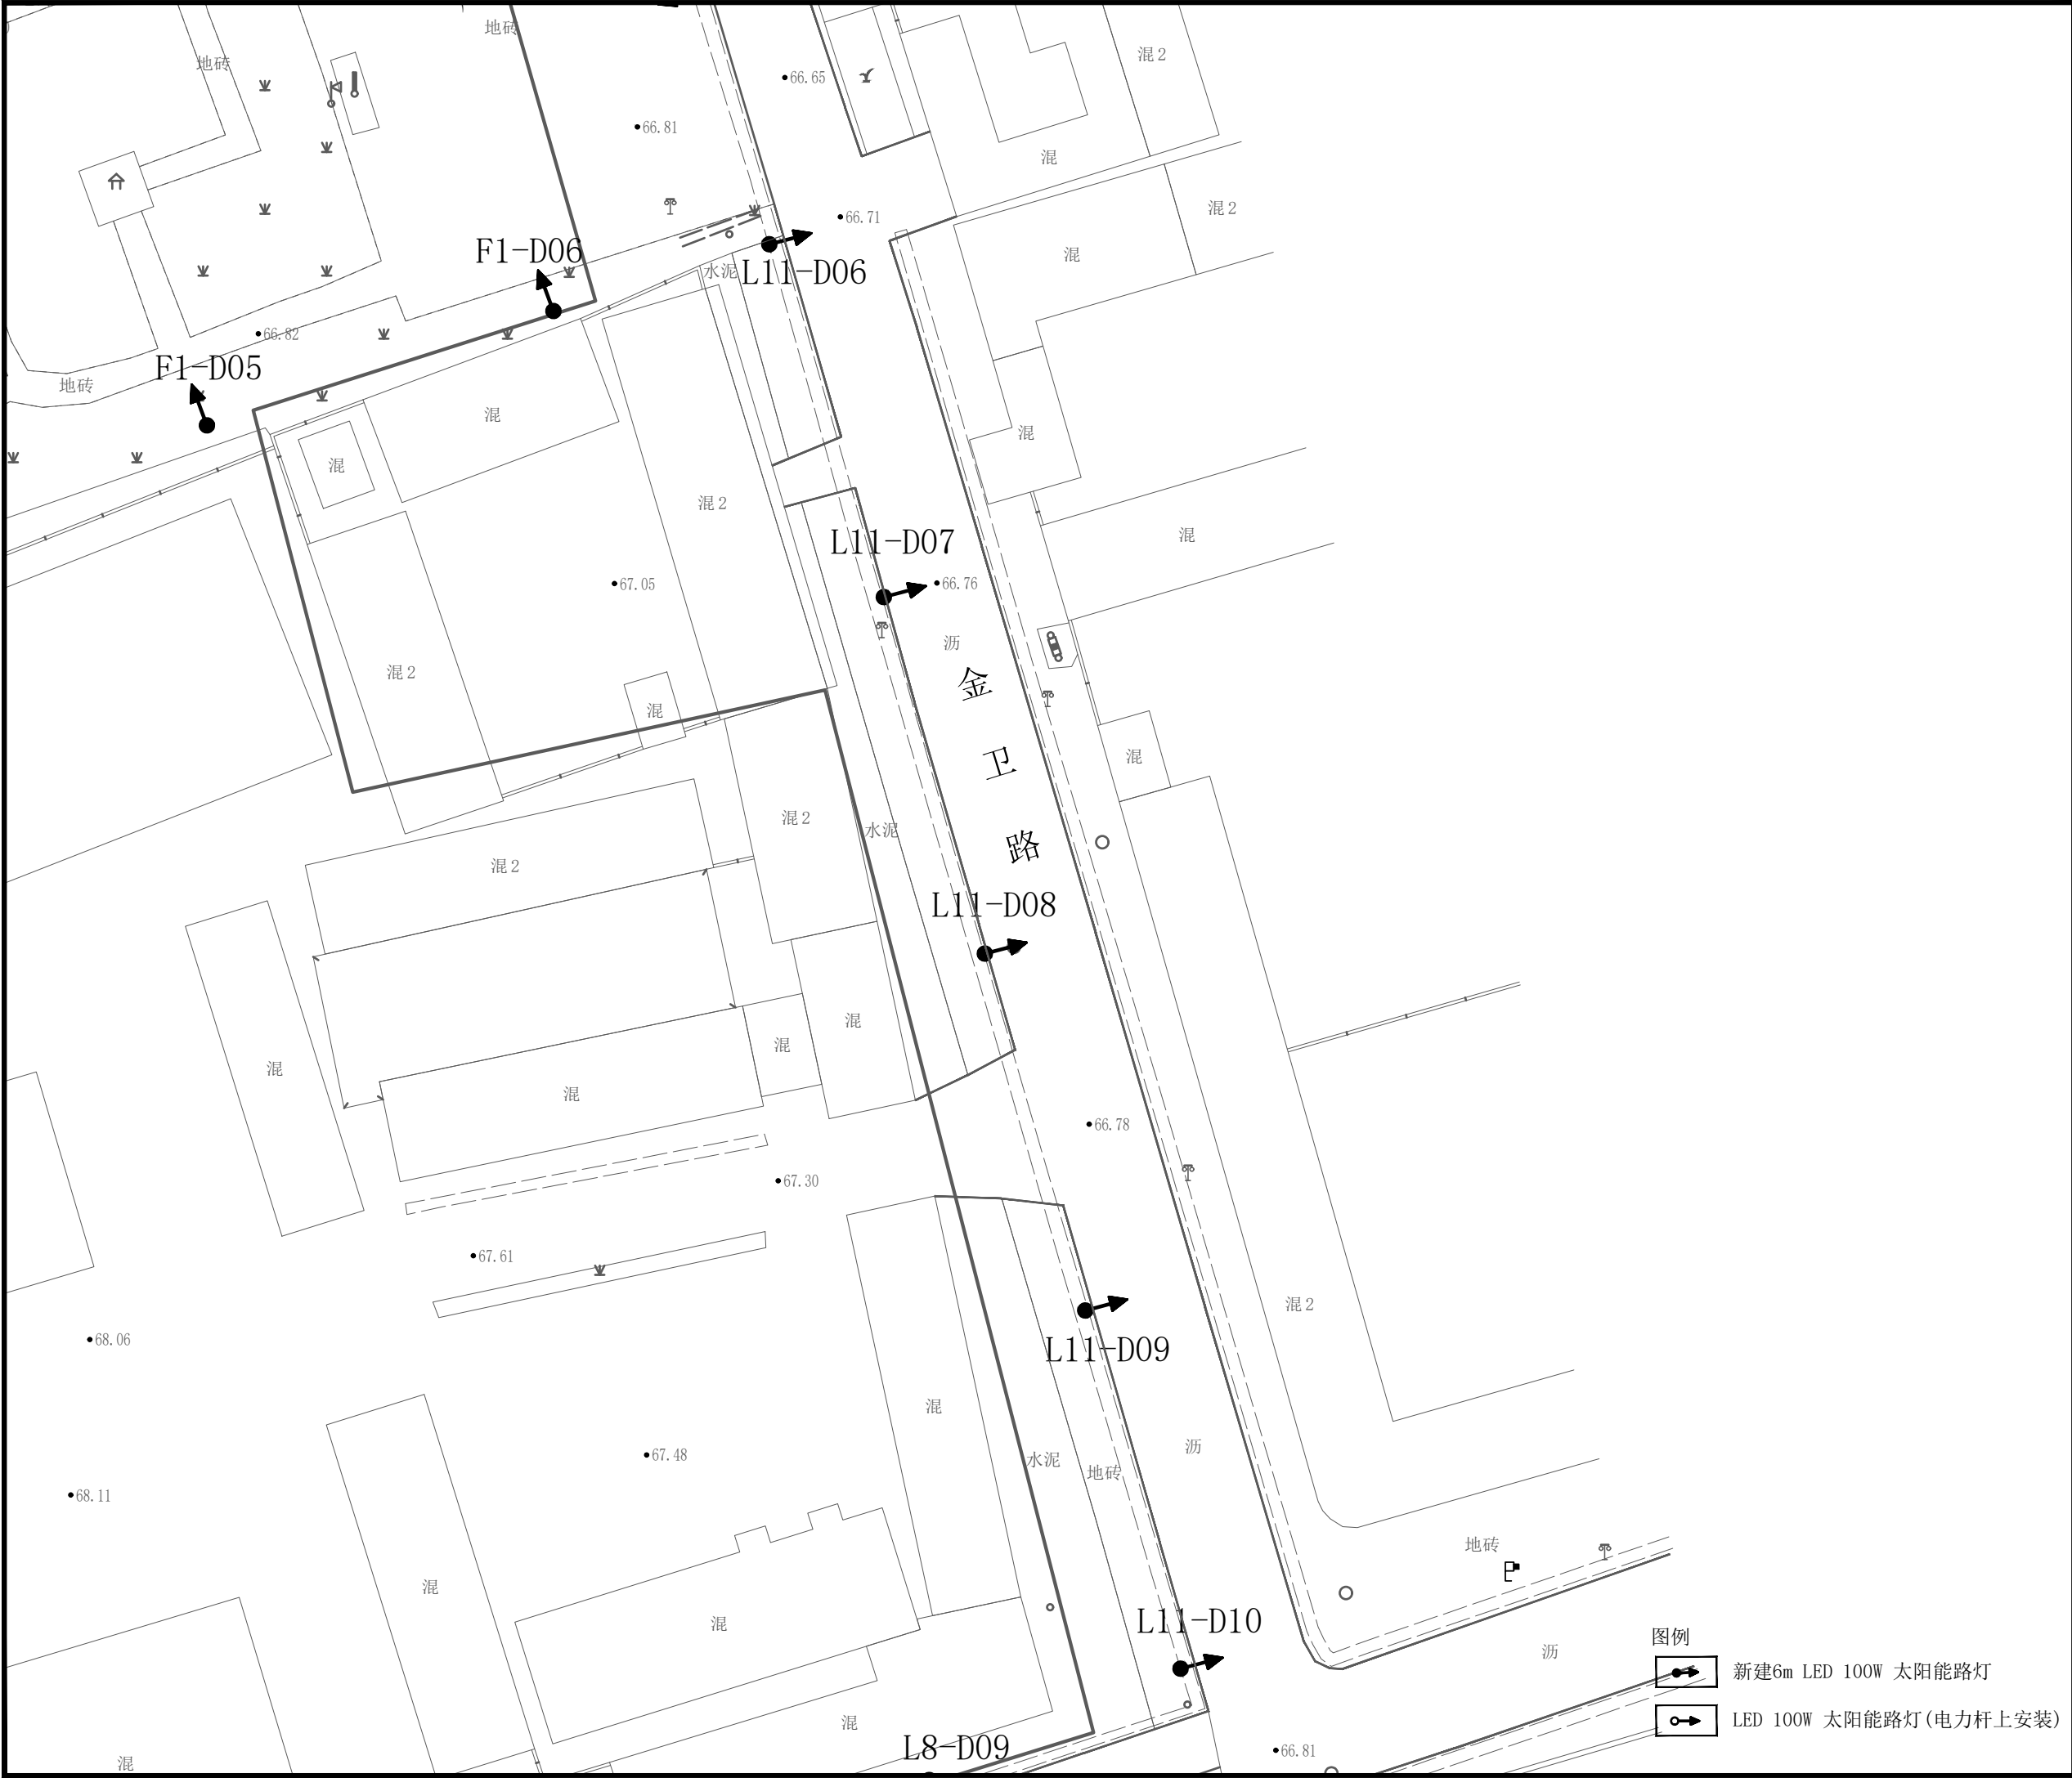 地砖
地砖
混2
66.65
66.81
混
混2
66.71
F1-D06
混
水泥
L11-D06
66.82
F1-D05
地砖
混
混
混
混2
混
L11-D07
67.05
66.76
沥
混2
金
卫
路
混
混
混2
水泥
混2
L11-D08
混
混
混
混
66.78
67.30
67.61
混2
68.06
L11-D09
混
沥
67.48
水泥
地砖
68.11
地砖
混
混
L11-D10
图例
沥
新建6m LED 100W 太阳能路灯
LED 100W 太阳能路灯(电力杆上安装)
混
L8-D09
66.81
混